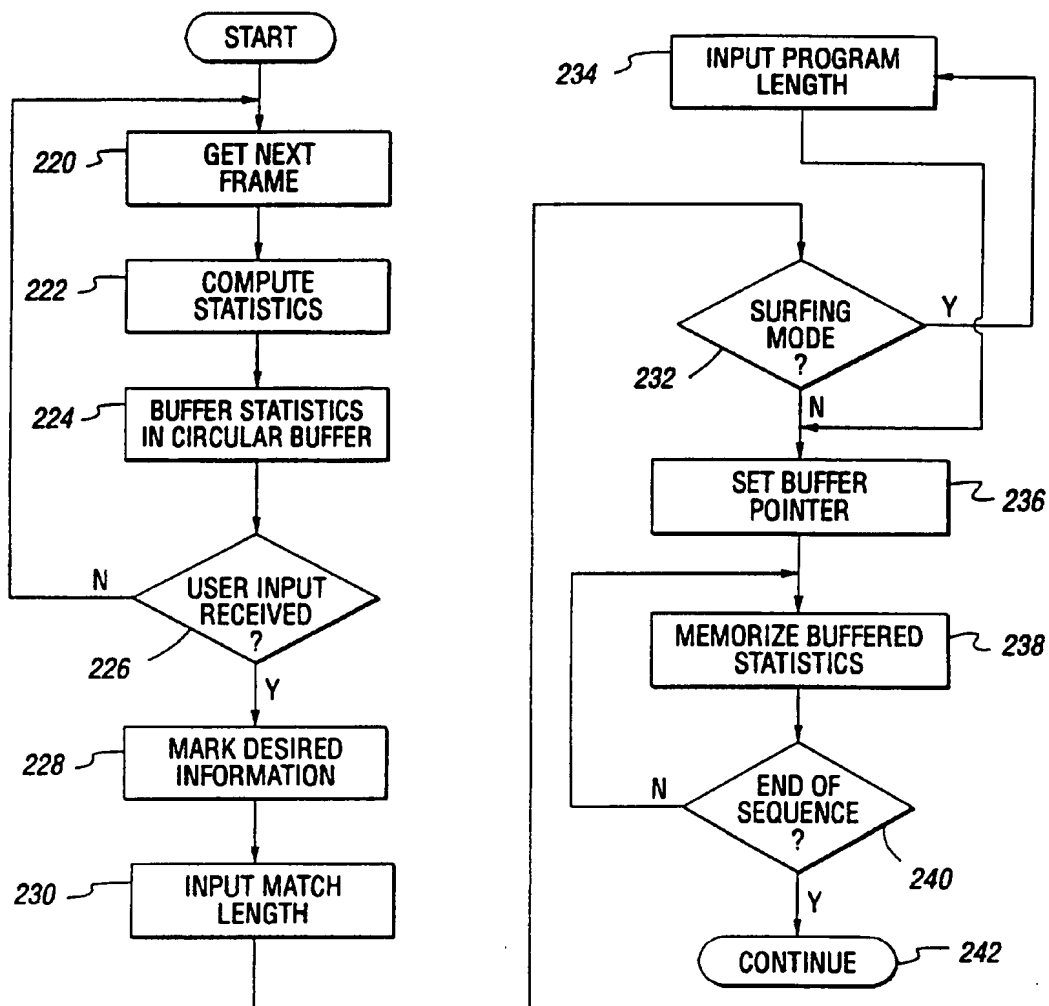 START
220
GET NEXT
FRAME
222
COMPUTE
STATISTICS
224
BUFFER STATISTICS
IN CIRCULAR BUFFER
N
USER INPUT
RECEIVED
?
226
Y
228
MARK DESIRED
INFORMATION
230
INPUT MATCH
LENGTH
234
INPUT PROGRAM
LENGTH
SURFING
MODE
?
Y
232
N
SET BUFFER
POINTER
236
MEMORIZE BUFFERED
STATISTICS
238
N
END OF
SEQUENCE
?
240
Y
CONTINUE
242